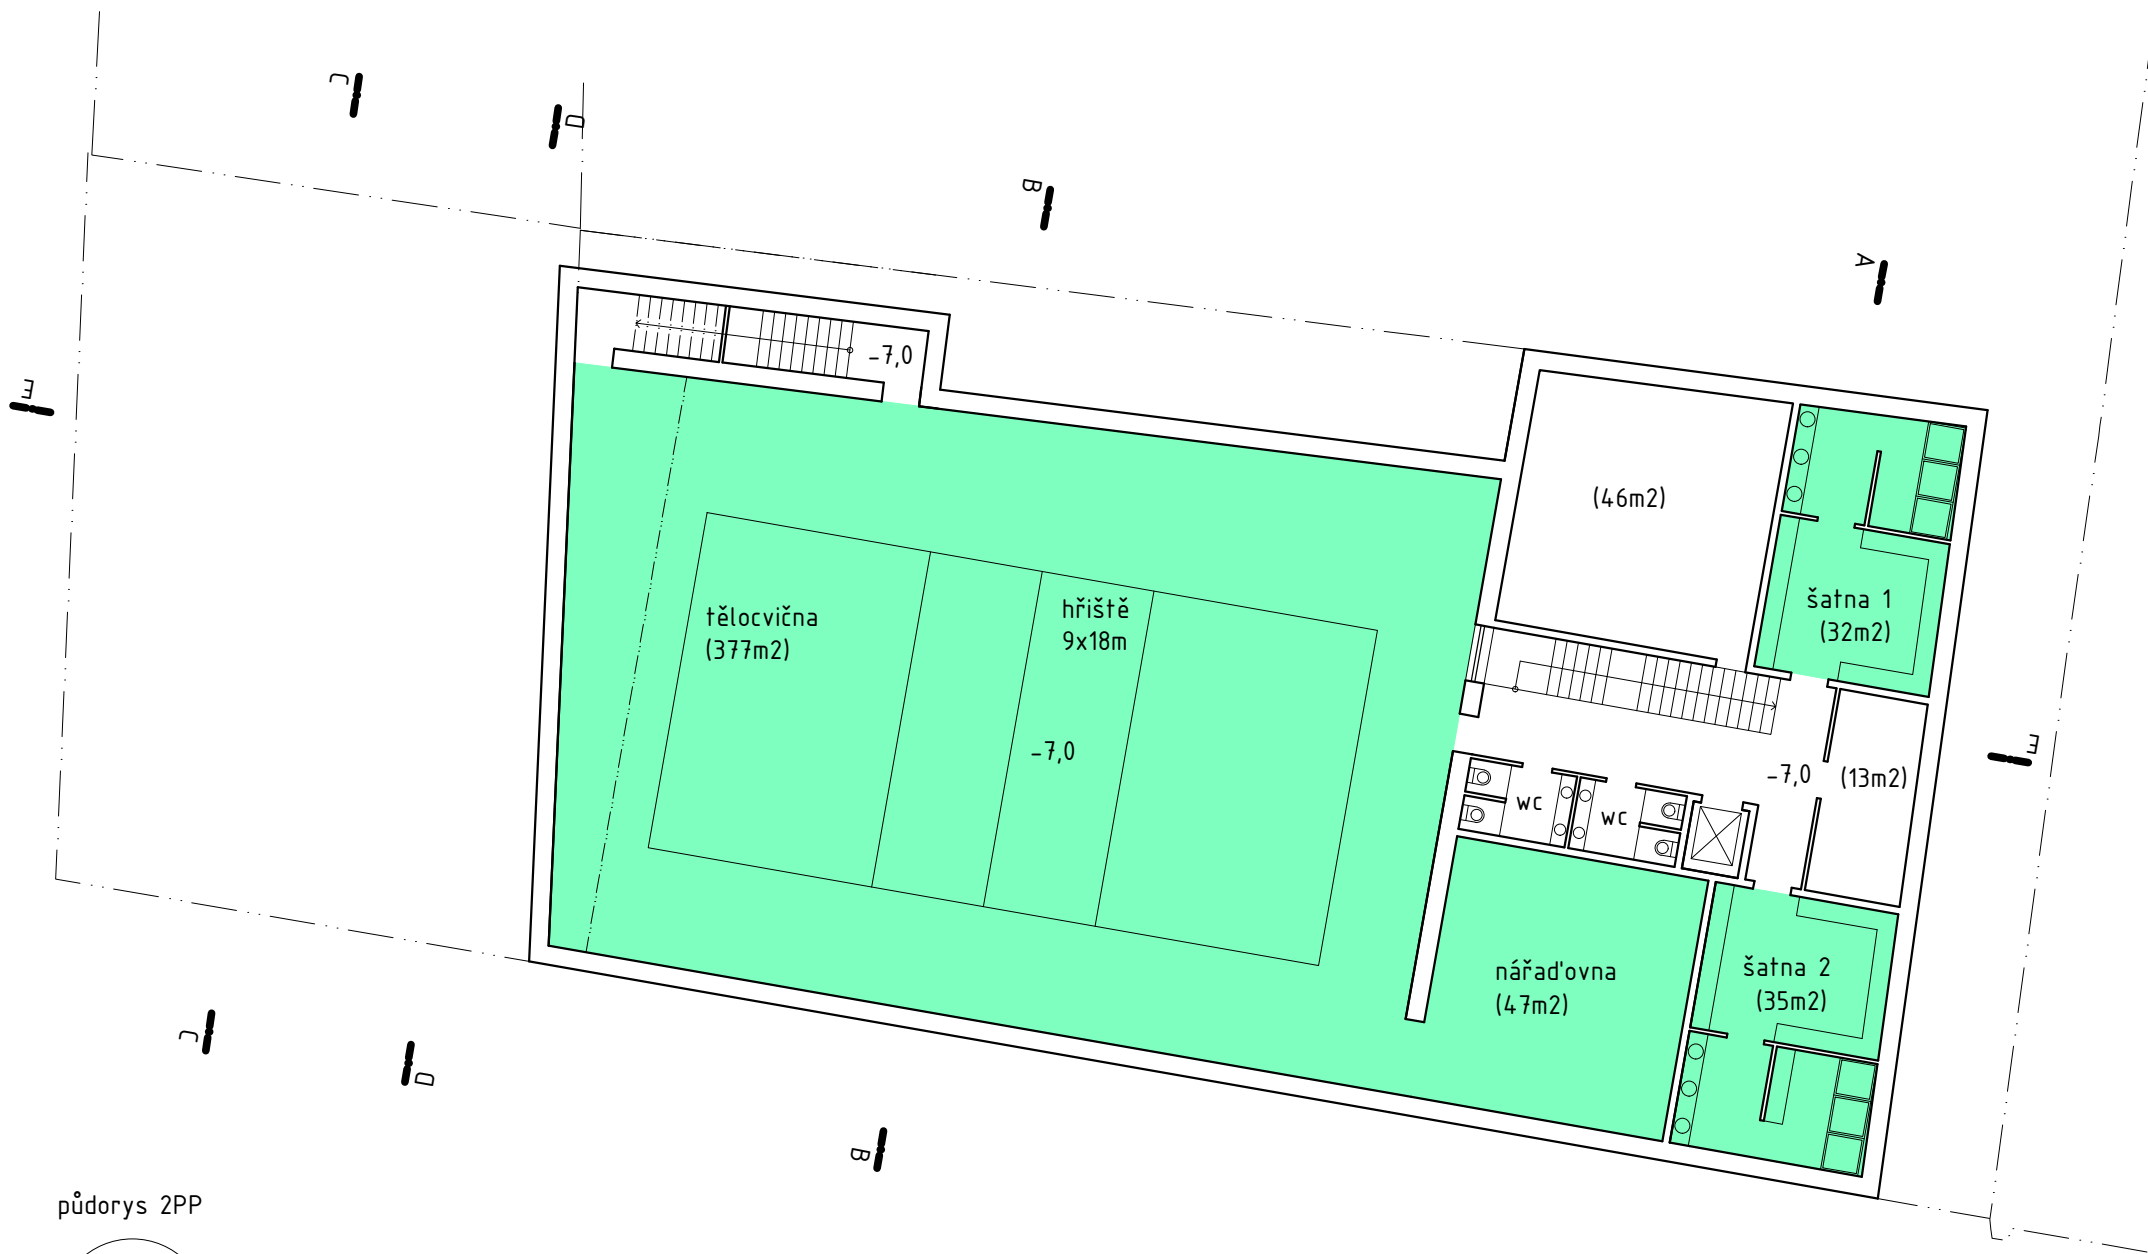 C
D
B
A
-7,0
E
(46m2)
šatna 1
(32m2)
tělocvična
(377m2)
hřiště
9x18m
-7,0
E
-7,0
(13m2)
wc
wc
nářaďovna
(47m2)
šatna 2
(35m2)
C
D
B
půdorys 2PP